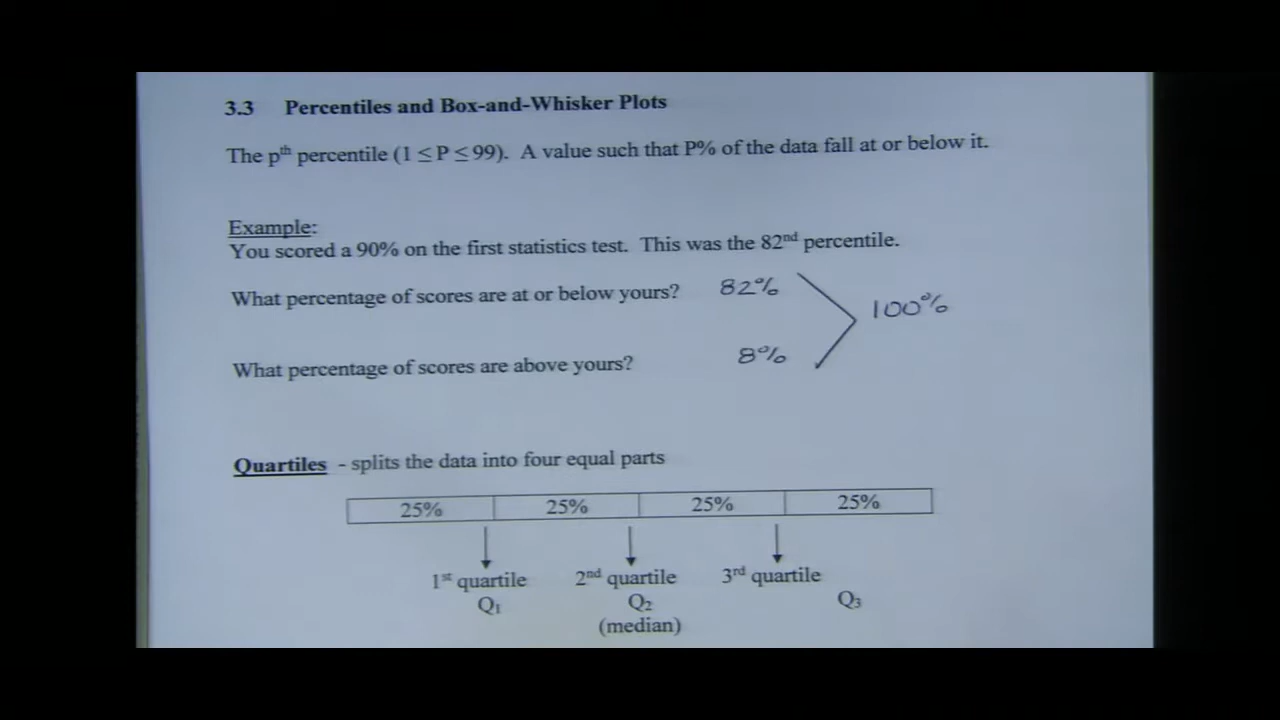 3.3 Percentiles and Box-and-Whisker Plots
The pth percentile (1 ≤ P ≤ 99). A value such that P% of the data fall at or below it.
Example:
You scored a 90% on the first statistics test. This was the 82nd percentile.
What percentage of scores are at or below yours? 82%
100%
What percentage of scores are above yours? 8%
Quartiles - splits the data into four equal parts
25% 25% 25% 25%
1st quartile 2nd quartile 3rd quartile
Q1 Q2 Q3
(median)